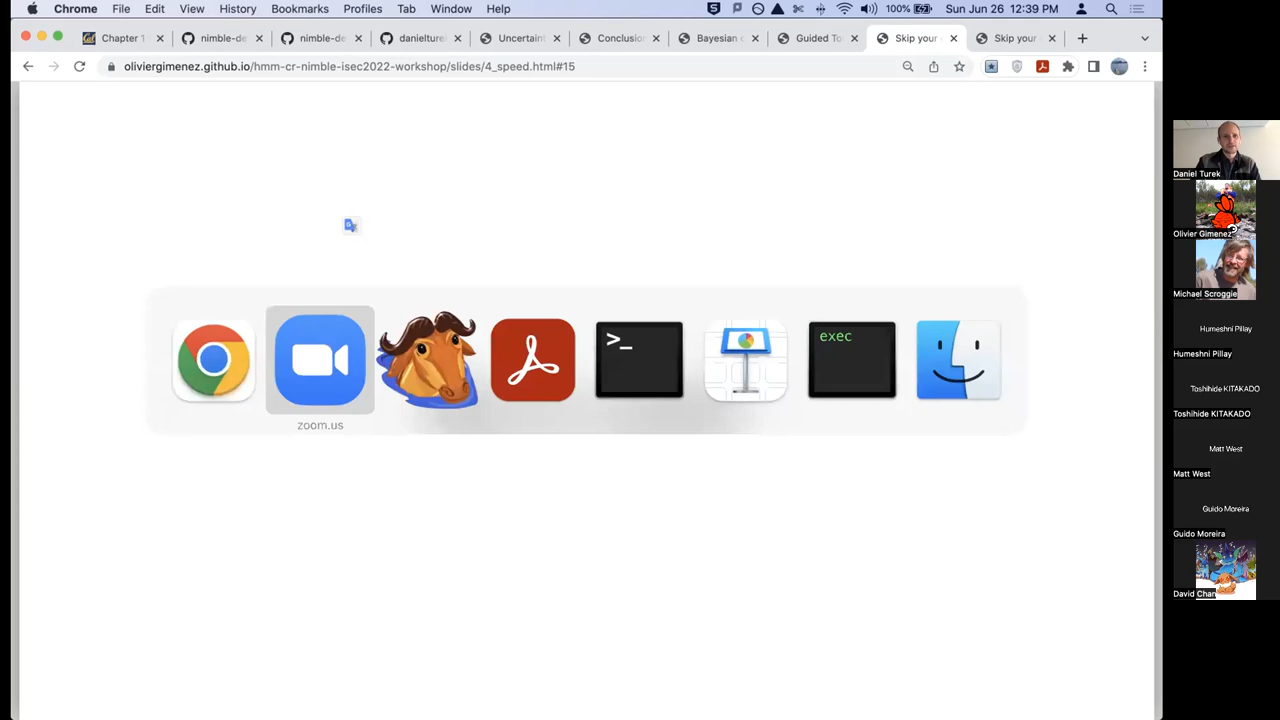 Chrome File Edit View History Bookmarks Profiles Tab Window Help 100% Sun Jun 26 12:39 PM
Chapter 1 nimble-de nimble-de danielture Uncertaint Conclusion Bayesian Guided To Skip your Skip your
oliviergimenez.github.io/hmm-cr-nimble-isec2022-workshop/slides/4_speed.html#15
>_
exec
zoom.us
Daniel Turek
Olivier Gimenez
Michael Scroggie
Humeshni Pillay
Humeshni Pillay
Toshihide KITAKADO
Toshihide KITAKADO
Matt West
Matt West
Guido Moreira
Guido Moreira
David Chan